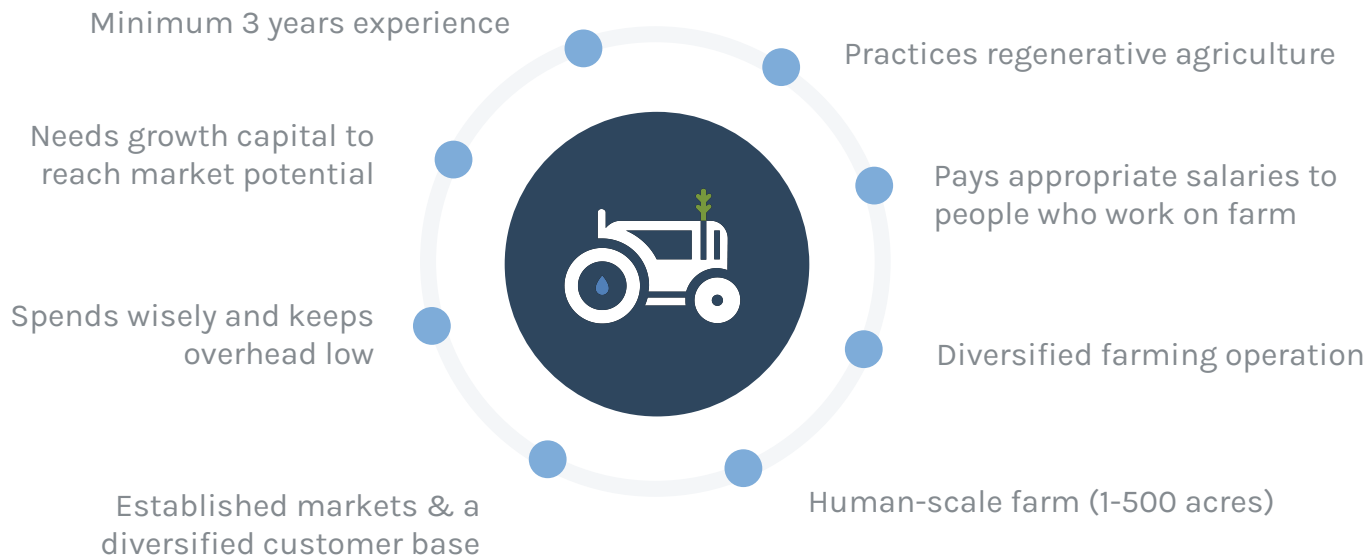 Minimum 3 years experience
Practices regenerative agriculture
Needs growth capital to
reach market potential
Pays appropriate salaries to
people who work on farm
Spends wisely and keeps
overhead low
Diversified farming operation
Established markets & a
diversified customer base
Human-scale farm (1-500 acres)